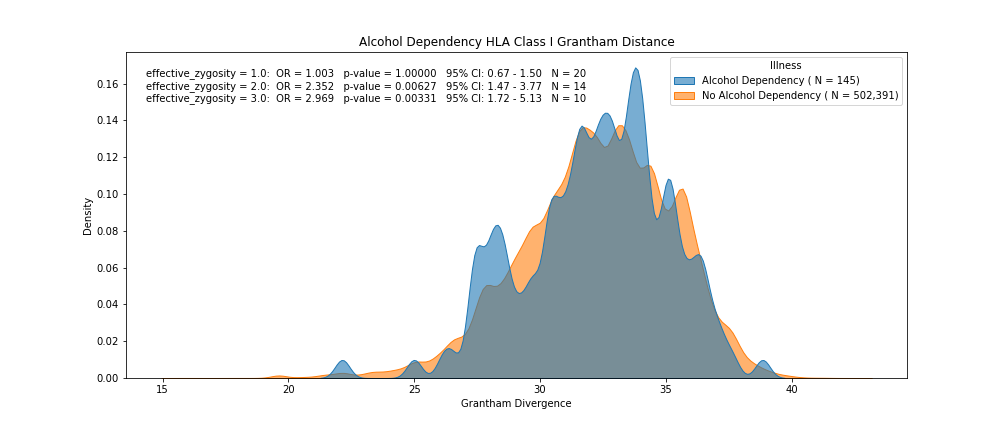 Alcohol Dependency HLA Class I Grantham Distance
effective_zygosity = 1.0:  OR = 1.003   p-value = 1.00000   95% CI: 0.67 - 1.50   N = 20
effective_zygosity = 2.0:  OR = 2.352   p-value = 0.00627   95% CI: 1.47 - 3.77   N = 14
effective_zygosity = 3.0:  OR = 2.969   p-value = 0.00331   95% CI: 1.72 - 5.13   N = 10
Illness
Alcohol Dependency ( N = 145)
No Alcohol Dependency ( N = 502,391)
Density
0.16
0.14
0.12
0.10
0.08
0.06
0.04
0.02
0.00
15 20 25 30 35 40
Grantham Divergence